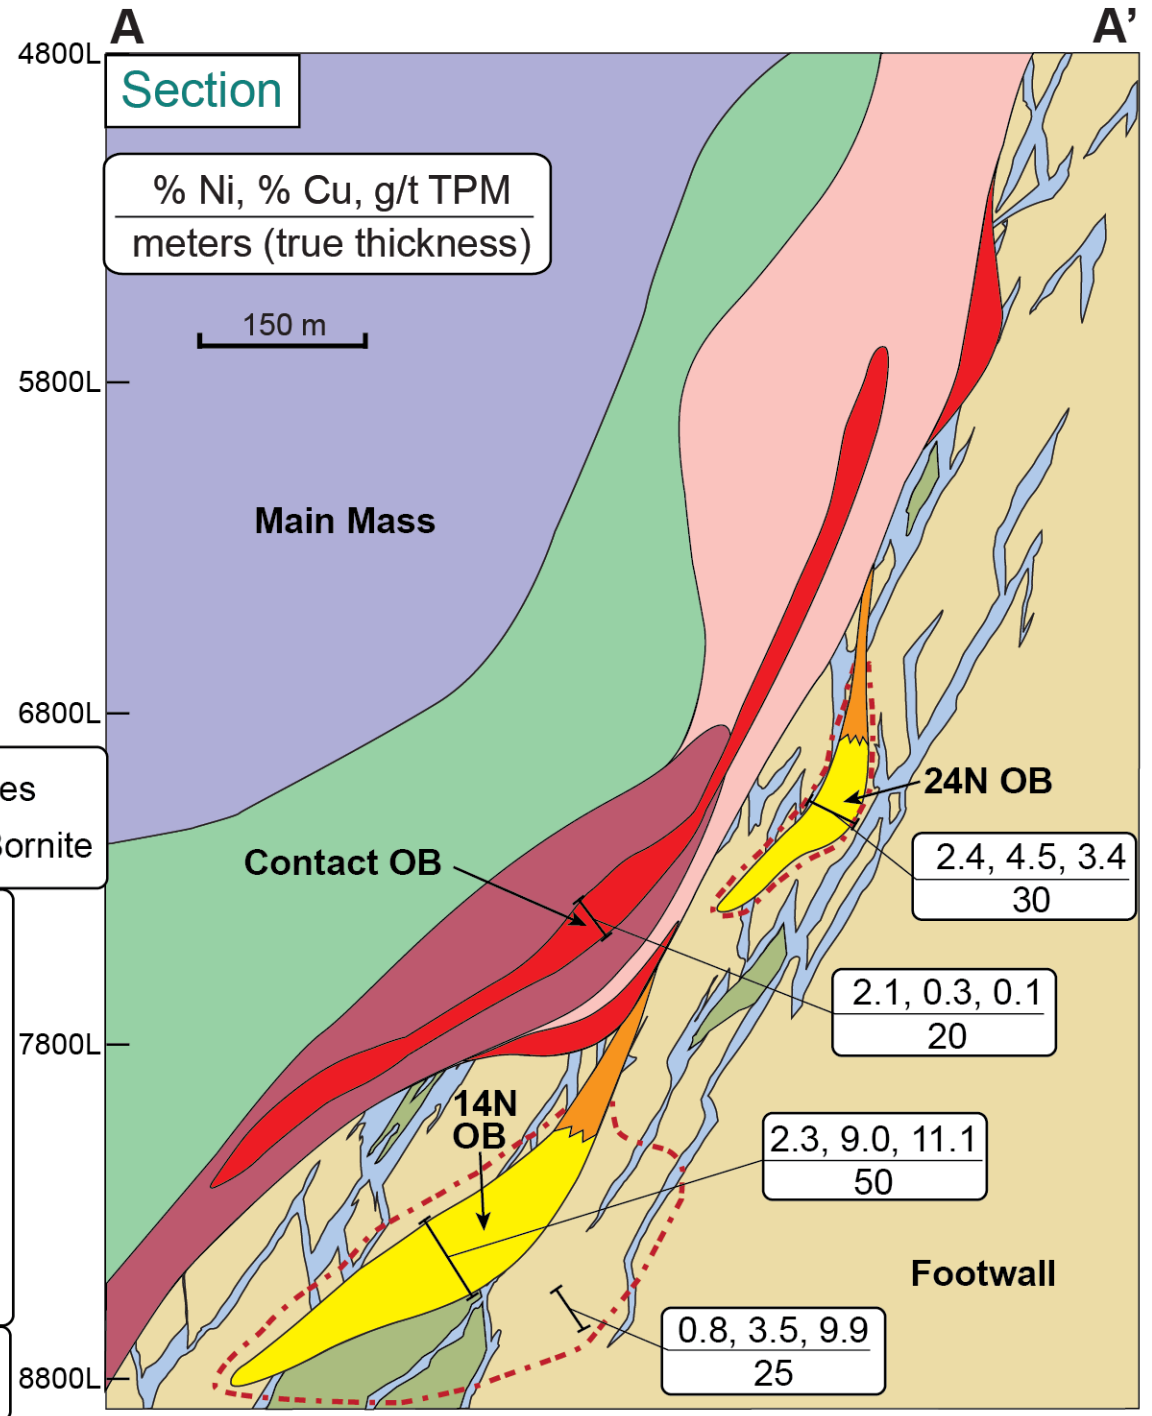 A
A’
4800L
Section
% Ni, % Cu, g/t TPM
meters (true thickness)
150 m
5800L
Main Mass
6800L
es
Bornite
24N OB
Contact OB
2.4, 4.5, 3.4
30
2.1, 0.3, 0.1
20
7800L
14N
OB
2.3, 9.0, 11.1
50
Footwall
0.8, 3.5, 9.9
25
8800L